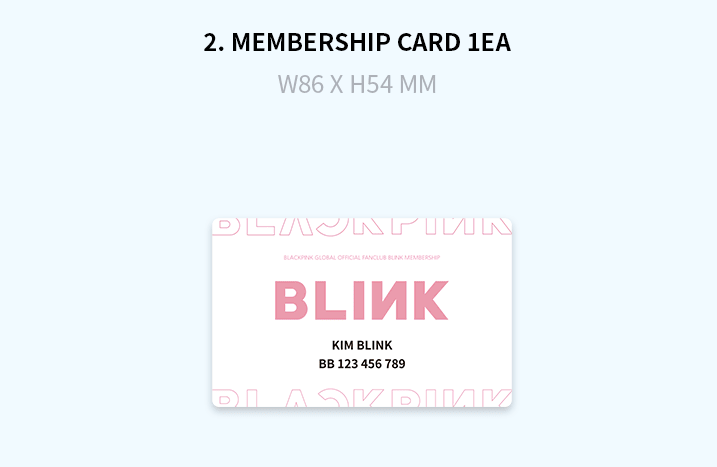 2. MEMBERSHIP CARD 1EA
W86 X H54 MM
BLACKPINK
BLACKPINK GLOBAL OFFICIAL FANCLUB BLINK MEMBERSHIP
BLINK
KIM BLINK
BB 123 456 789
BLACKPINK